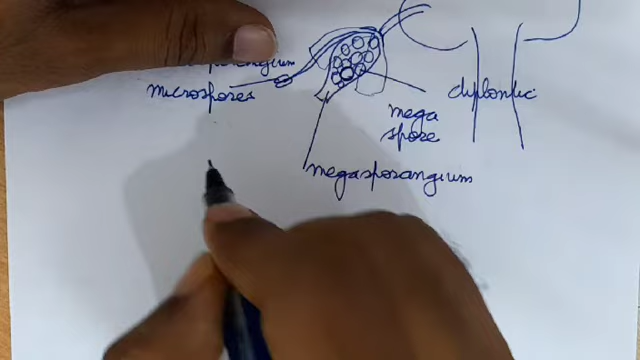 microspores
diplontic
mega
spore
megasporangium